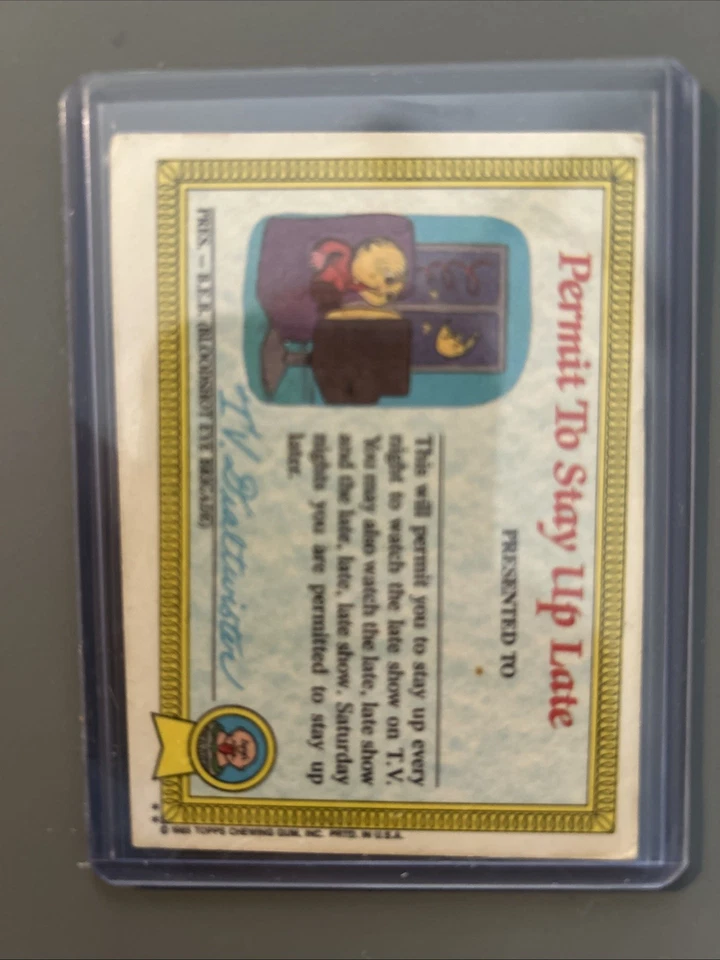 Permit To Stay Up Late
PRESENTED TO
This will permit you to stay up every
night to watch the late show on T.V.
You may also watch the late, late show
and the late, late, late show. Saturday
nights you are permitted to stay up
later.
T.V. Dialtwister
PRES. — B.E.B. (BLOODSHOT EYE BRIGADE)
★★
© 1985 TOPPS CHEWING GUM, INC. PRTD. IN U.S.A.